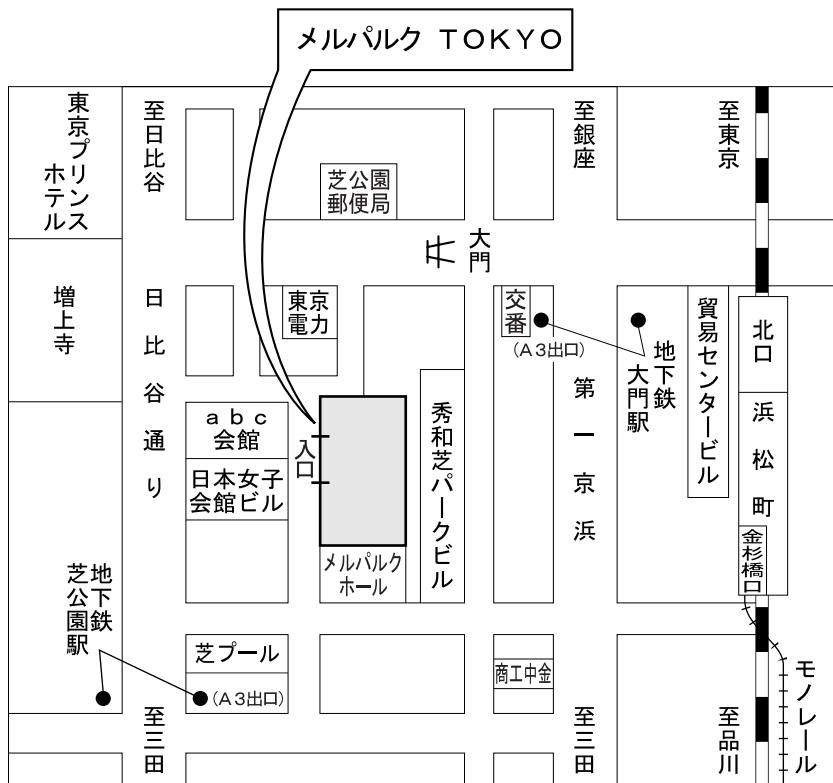 メルパルク TOKYO
東京プリンス
ホテル
至日比谷
至銀座
至東京
芝公園
郵便局
大門
増上寺
日比谷通り
東京
電力
交番
(A3出口)
地下鉄
大門駅
貿易センタービル
北口
浜松町
金杉橋口
第一京浜
abc
会館
入口
日本女子
会館ビル
秀和芝パークビル
メルパルク
ホール
地下鉄
芝公園駅
芝プール
(A3出口)
商工中金
モノレール
至三田
至三田
至品川